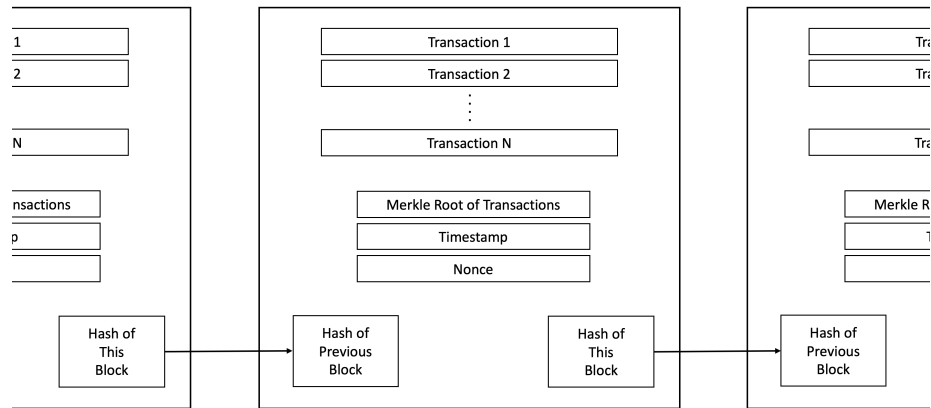 1
2
N
nsactions
p
Hash of
This
Block
Transaction 1
Transaction 2
Transaction N
Merkle Root of Transactions
Timestamp
Nonce
Hash of
Previous
Block
Hash of
This
Block
Tra
Tra
Tra
Merkle R
T
Hash of
Previous
Block